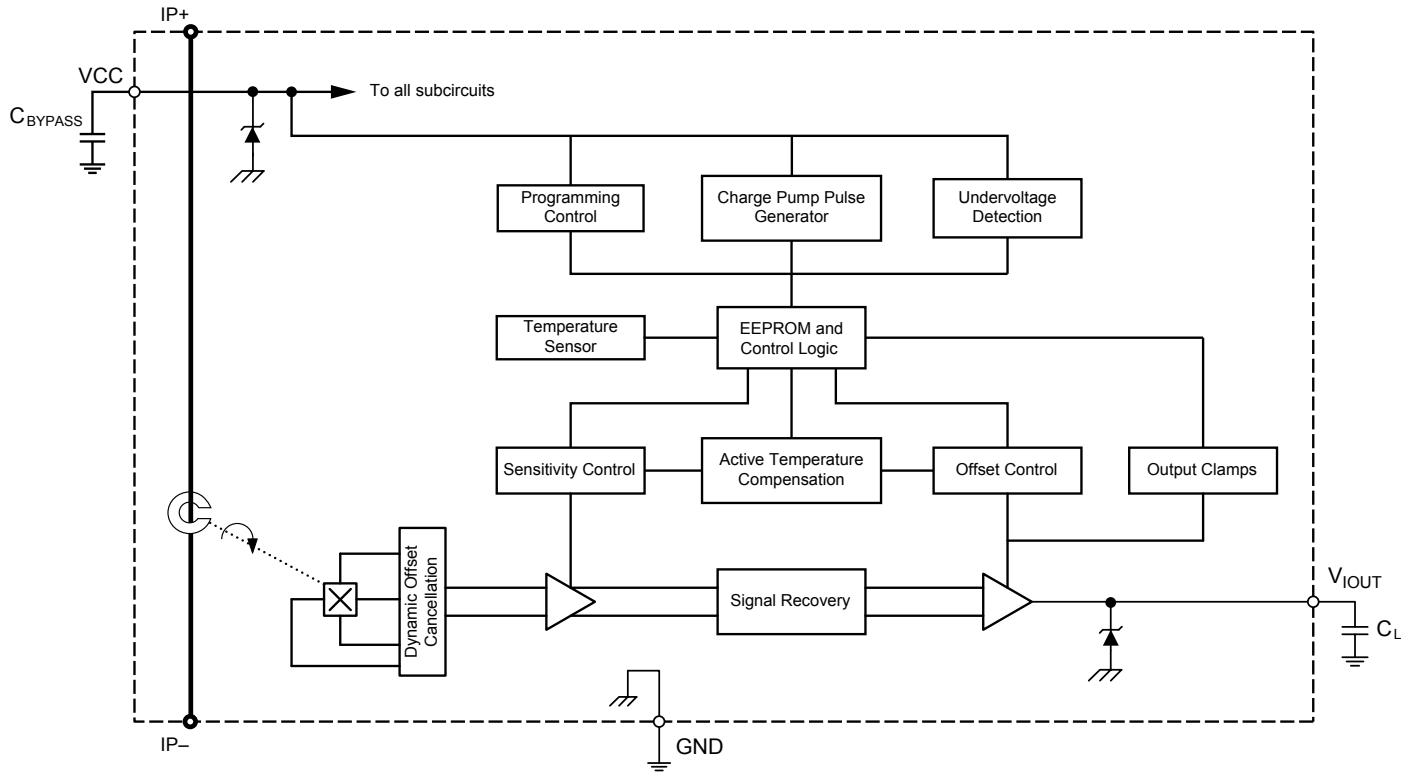 IP+
VCC
To all subcircuits
C BYPASS
Programming
Control
Charge Pump Pulse
Generator
Undervoltage
Detection
Temperature
Sensor
EEPROM and
Control Logic
Sensitivity Control
Active Temperature
Compensation
Offset Control
Output Clamps
Dynamic Offset
Cancellation
Signal Recovery
VIOUT
CL
GND
IP–